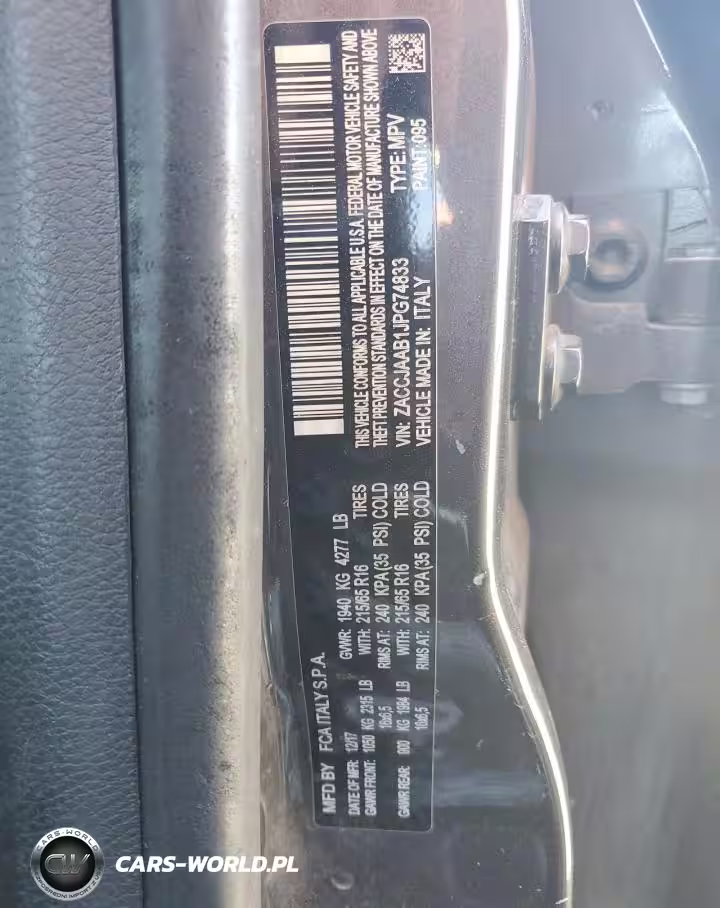 MFD BY FCA ITALY S.P.A.
DATE OF MFR: 12/17 GVWR: 1940 KG 4277 LB
GAWR FRONT: 1050 KG 2315 LB WITH: 215/65 R16 TIRES
16x6,5 RIMS AT: 240 KPA (35 PSI) COLD
GAWR REAR: 900 KG 1984 LB WITH: 215/65 R16 TIRES
16x6,5 RIMS AT: 240 KPA (35 PSI) COLD
THIS VEHICLE CONFORMS TO ALL APPLICABLE U.S.A. FEDERAL MOTOR VEHICLE SAFETY AND
THEFT PREVENTION STANDARDS IN EFFECT ON THE DATE OF MANUFACTURE SHOWN ABOVE
VIN: ZACCJAAB1JPG74833 TYPE: MPV
VEHICLE MADE IN: ITALY PAINT: 095
CARS-WORLD
CW
CARS-WORLD.PL